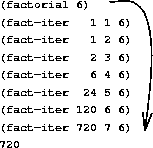 (factorial 6)
(fact-iter   1 1 6)
(fact-iter   1 2 6)
(fact-iter   2 3 6)
(fact-iter   6 4 6)
(fact-iter  24 5 6)
(fact-iter 120 6 6)
(fact-iter 720 7 6)
720